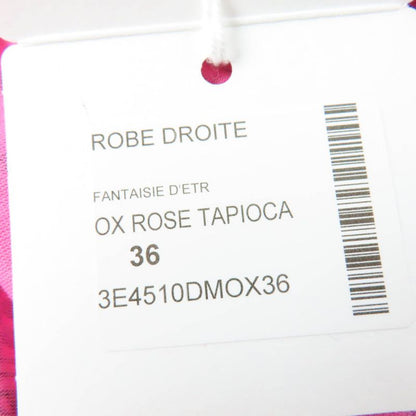 ROBE DROITE
FANTAISIE D'ETR
OX ROSE TAPIOCA
36
3E4510DMOX36